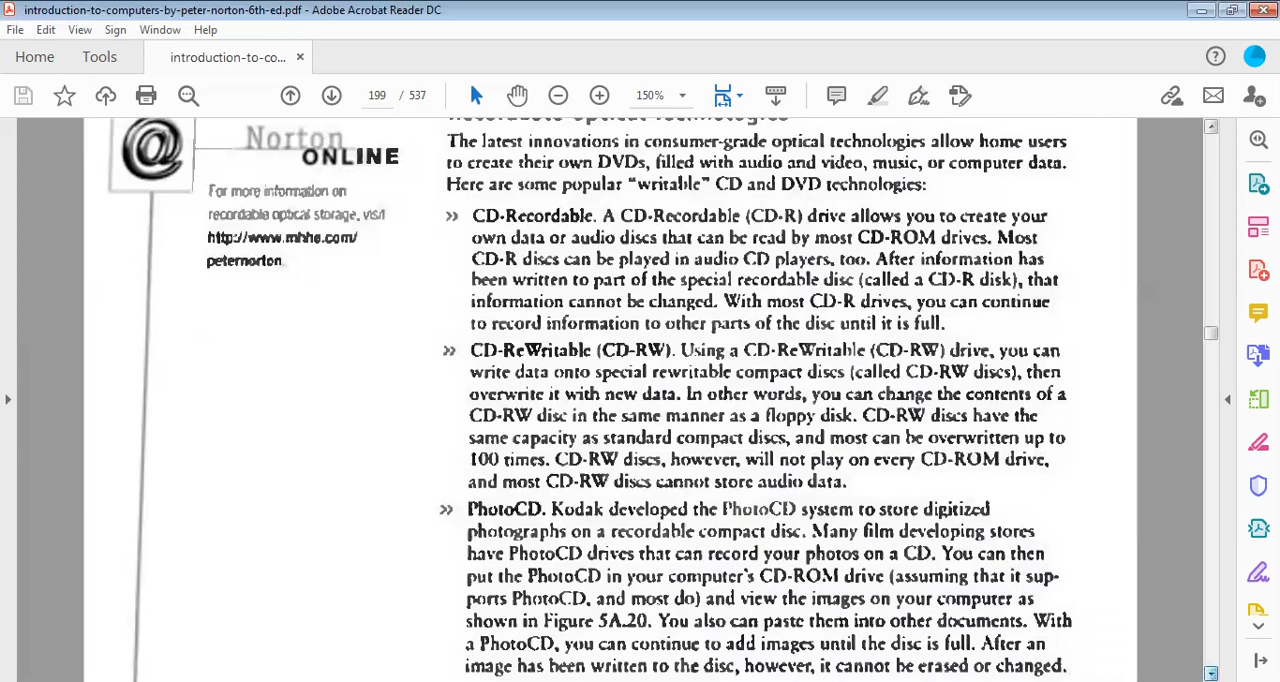 introduction-to-computers-by-peter-norton-6th-ed.pdf - Adobe Acrobat Reader DC
File Edit View Sign Window Help
Home Tools introduction-to-co... ×
199 / 537 150%
Norton
ONLINE
For more information on
recordable optical storage, visit
http://www.mhhe.com/
peternorton.
Recordable Optical Technologies
The latest innovations in consumer-grade optical technologies allow home users
to create their own DVDs, filled with audio and video, music, or computer data.
Here are some popular "writable" CD and DVD technologies:
» CD-Recordable. A CD-Recordable (CD-R) drive allows you to create your
own data or audio discs that can be read by most CD-ROM drives. Most
CD-R discs can be played in audio CD players, too. After information has
been written to part of the special recordable disc (called a CD-R disk), that
information cannot be changed. With most CD-R drives, you can continue
to record information to other parts of the disc until it is full.
» CD-ReWritable (CD-RW). Using a CD-ReWritable (CD-RW) drive, you can
write data onto special rewritable compact discs (called CD-RW discs), then
overwrite it with new data. In other words, you can change the contents of a
CD-RW disc in the same manner as a floppy disk. CD-RW discs have the
same capacity as standard compact discs, and most can be overwritten up to
100 times. CD-RW discs, however, will not play on every CD-ROM drive,
and most CD-RW discs cannot store audio data.
» PhotoCD. Kodak developed the PhotoCD system to store digitized
photographs on a recordable compact disc. Many film developing stores
have PhotoCD drives that can record your photos on a CD. You can then
put the PhotoCD in your computer's CD-ROM drive (assuming that it sup-
ports PhotoCD, and most do) and view the images on your computer as
shown in Figure 5A.20. You also can paste them into other documents. With
a PhotoCD, you can continue to add images until the disc is full. After an
image has been written to the disc, however, it cannot be erased or changed.